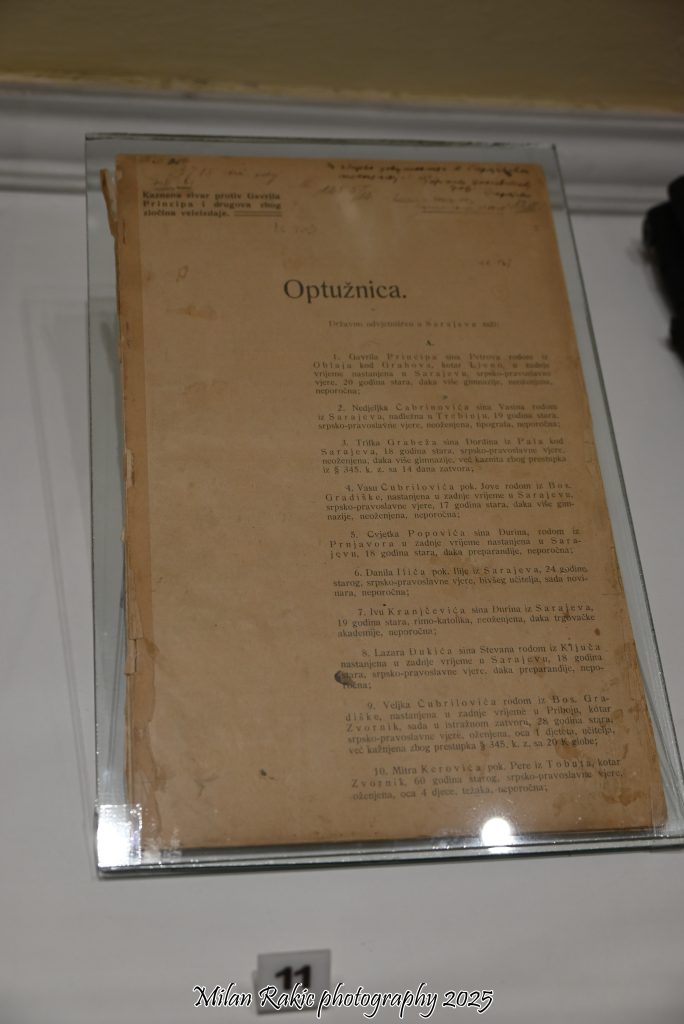 Kaznena stvar protiv Gavrila
Principa i drugova zbog
zločina veleizdaje.
Optužnica.
Državno odvjetništvo u Sarajevu traži:
A.
1. Gavrila Principa sina Petrova rodom iz
Obljaja kod Grahova, kotar Livno, u zadnje
vrijeme nastanjena u Sarajevu, srpsko-pravoslavne
vjere, 20 godina stara, đaka više gimnazije, neoženjena,
neporočna;
2. Nedjeljka Čabrinovića sina Vasina rodom
iz Sarajeva, nadležna u Trebinju, 19 godina stara,
srpsko-pravoslavne vjere, neoženjena, tipografa, neporočna;
3. Trifka Grabeža sina Đorđina iz Pala kod
Sarajeva, 18 godina stara, srpsko-pravoslavne vjere,
neoženjena, đaka više gimnazije, već kaznita zbog prestupka
iz § 345. k. z. sa 14 dana zatvora;
4. Vasu Čubrilovića pok. Jove rodom iz Bos.
Gradiške, nastanjena u zadnje vrijeme u Sarajevu,
srpsko-pravoslavne vjere, 17 godina stara, đaka više gim-
nazije, neoženjena, neporočna;
5. Cvjetka Popovića sina Đurina, rodom iz
Prnjavora u zadnje vrijeme nastanjena u Sara-
jevu, 18 godina stara, đaka preparandije, neporočna;
6. Danila Ilića pok. Ilije iz Sarajeva, 24 godine
starog, srpsko-pravoslavne vjere, bivšeg učitelja, sada novi-
nara, neporočna;
7. Ivu Kranjčevića sina Đurina iz Sarajeva,
19 godina stara, rimo-katolika, neoženjena, đaka trgovačke
akademije, neporočna;
8. Lazara Đukića sina Stevana rodom iz Ključa
nastanjena u zadnje vrijeme u Sarajevu, 18 godina
stara, srpsko-pravoslavne vjere, đaka preparandije, nepo-
ročna;
9. Veljka Čubrilovića rodom iz Bos. Gra-
diške, nastanjena u zadnje vrijeme u Priboju, kotar
Zvornik, sada u istražnom zatvoru, 28 godina stara,
srpsko-pravoslavne vjere, oženjena, oca 1 djeteta, učitelja,
već kažnjena zbog prestupka § 345. k. z. sa 20 K globe;
10. Mitra Kerovića pok. Pere iz Tobuta, kotar
Zvornik, 60 godina starog, srpsko-pravoslavne vjere,
oženjena, oca 4 djece, težaka, neporočna;
11
Milan Rakic photography 2025